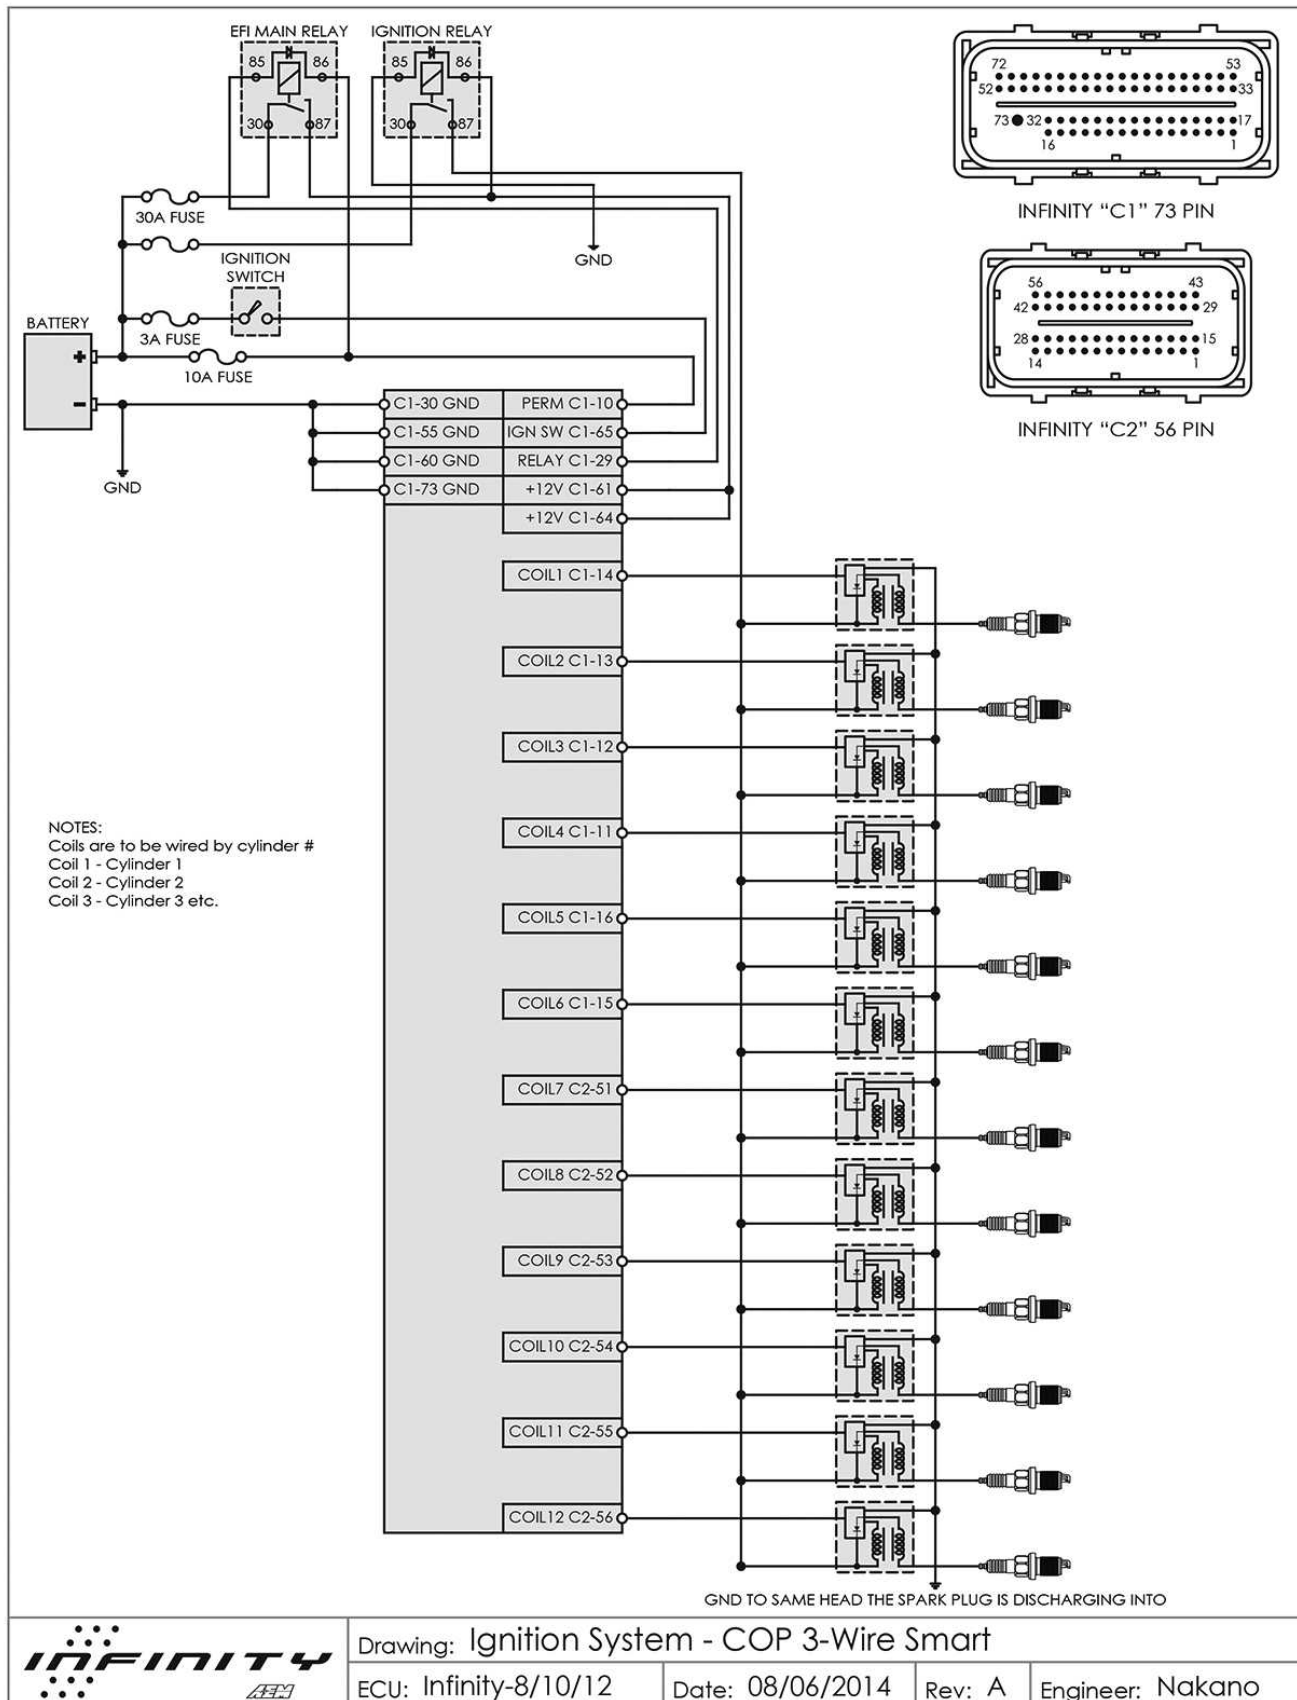 EFI MAIN RELAY
IGNITION RELAY
85
86
85
86
30
87
30
87
72
53
52
33
73
32
17
16
1
INFINITY "C1" 73 PIN
30A FUSE
GND
IGNITION
SWITCH
56
43
42
29
28
15
14
1
INFINITY "C2" 56 PIN
BATTERY
+
-
3A FUSE
10A FUSE
GND
C1-30 GND
PERM C1-10
C1-55 GND
IGN SW C1-65
C1-60 GND
RELAY C1-29
C1-73 GND
+12V C1-61
+12V C1-64
COIL1 C1-14
COIL2 C1-13
COIL3 C1-12
COIL4 C1-11
COIL5 C1-16
COIL6 C1-15
COIL7 C2-51
COIL8 C2-52
COIL9 C2-53
COIL10 C2-54
COIL11 C2-55
COIL12 C2-56
NOTES:
Coils are to be wired by cylinder #
Coil 1 - Cylinder 1
Coil 2 - Cylinder 2
Coil 3 - Cylinder 3 etc.
GND TO SAME HEAD THE SPARK PLUG IS DISCHARGING INTO
INFINITY
AEM
Drawing: Ignition System - COP 3-Wire Smart
ECU: Infinity-8/10/12
Date: 08/06/2014
Rev: A
Engineer: Nakano